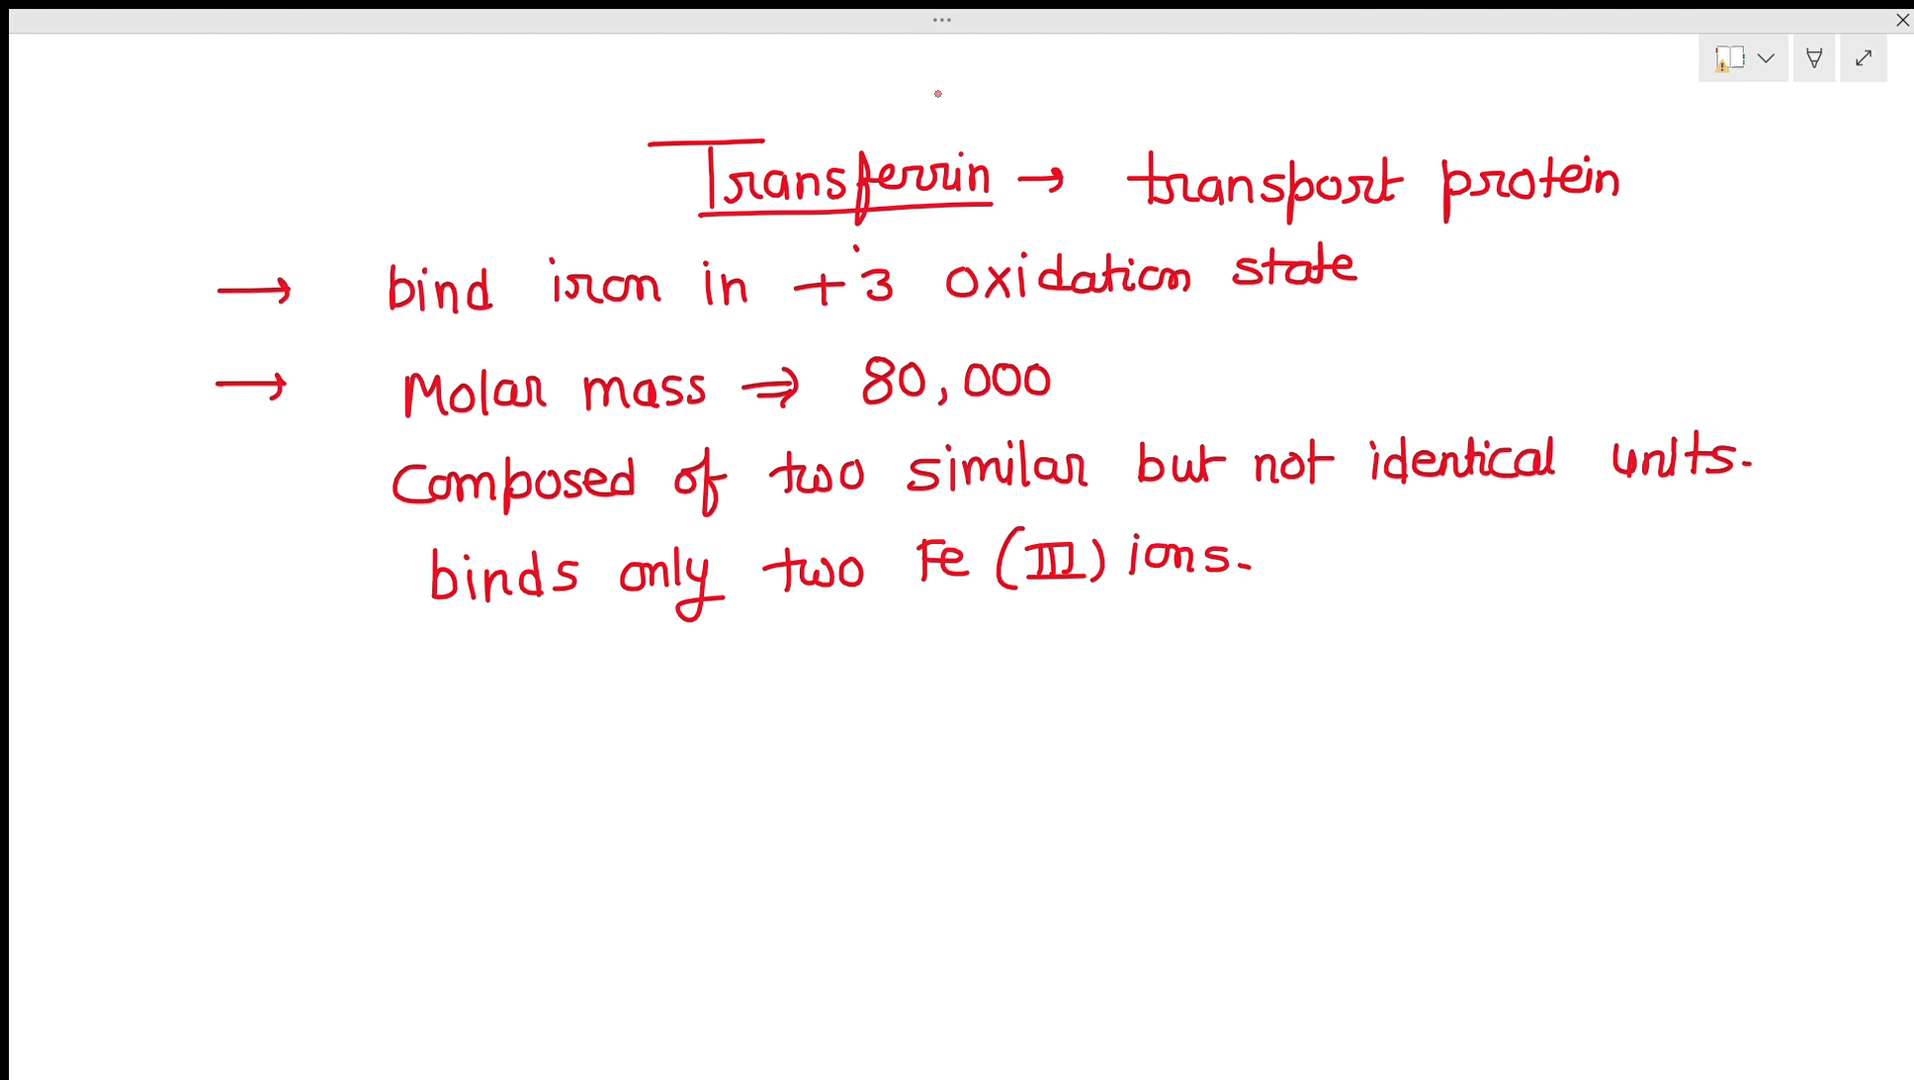 Transferrin → transport protein
→ bind iron in +3 oxidation state
→ Molar mass ⇒ 80,000
Composed of two similar but not identical units.
binds only two Fe (III) ions.